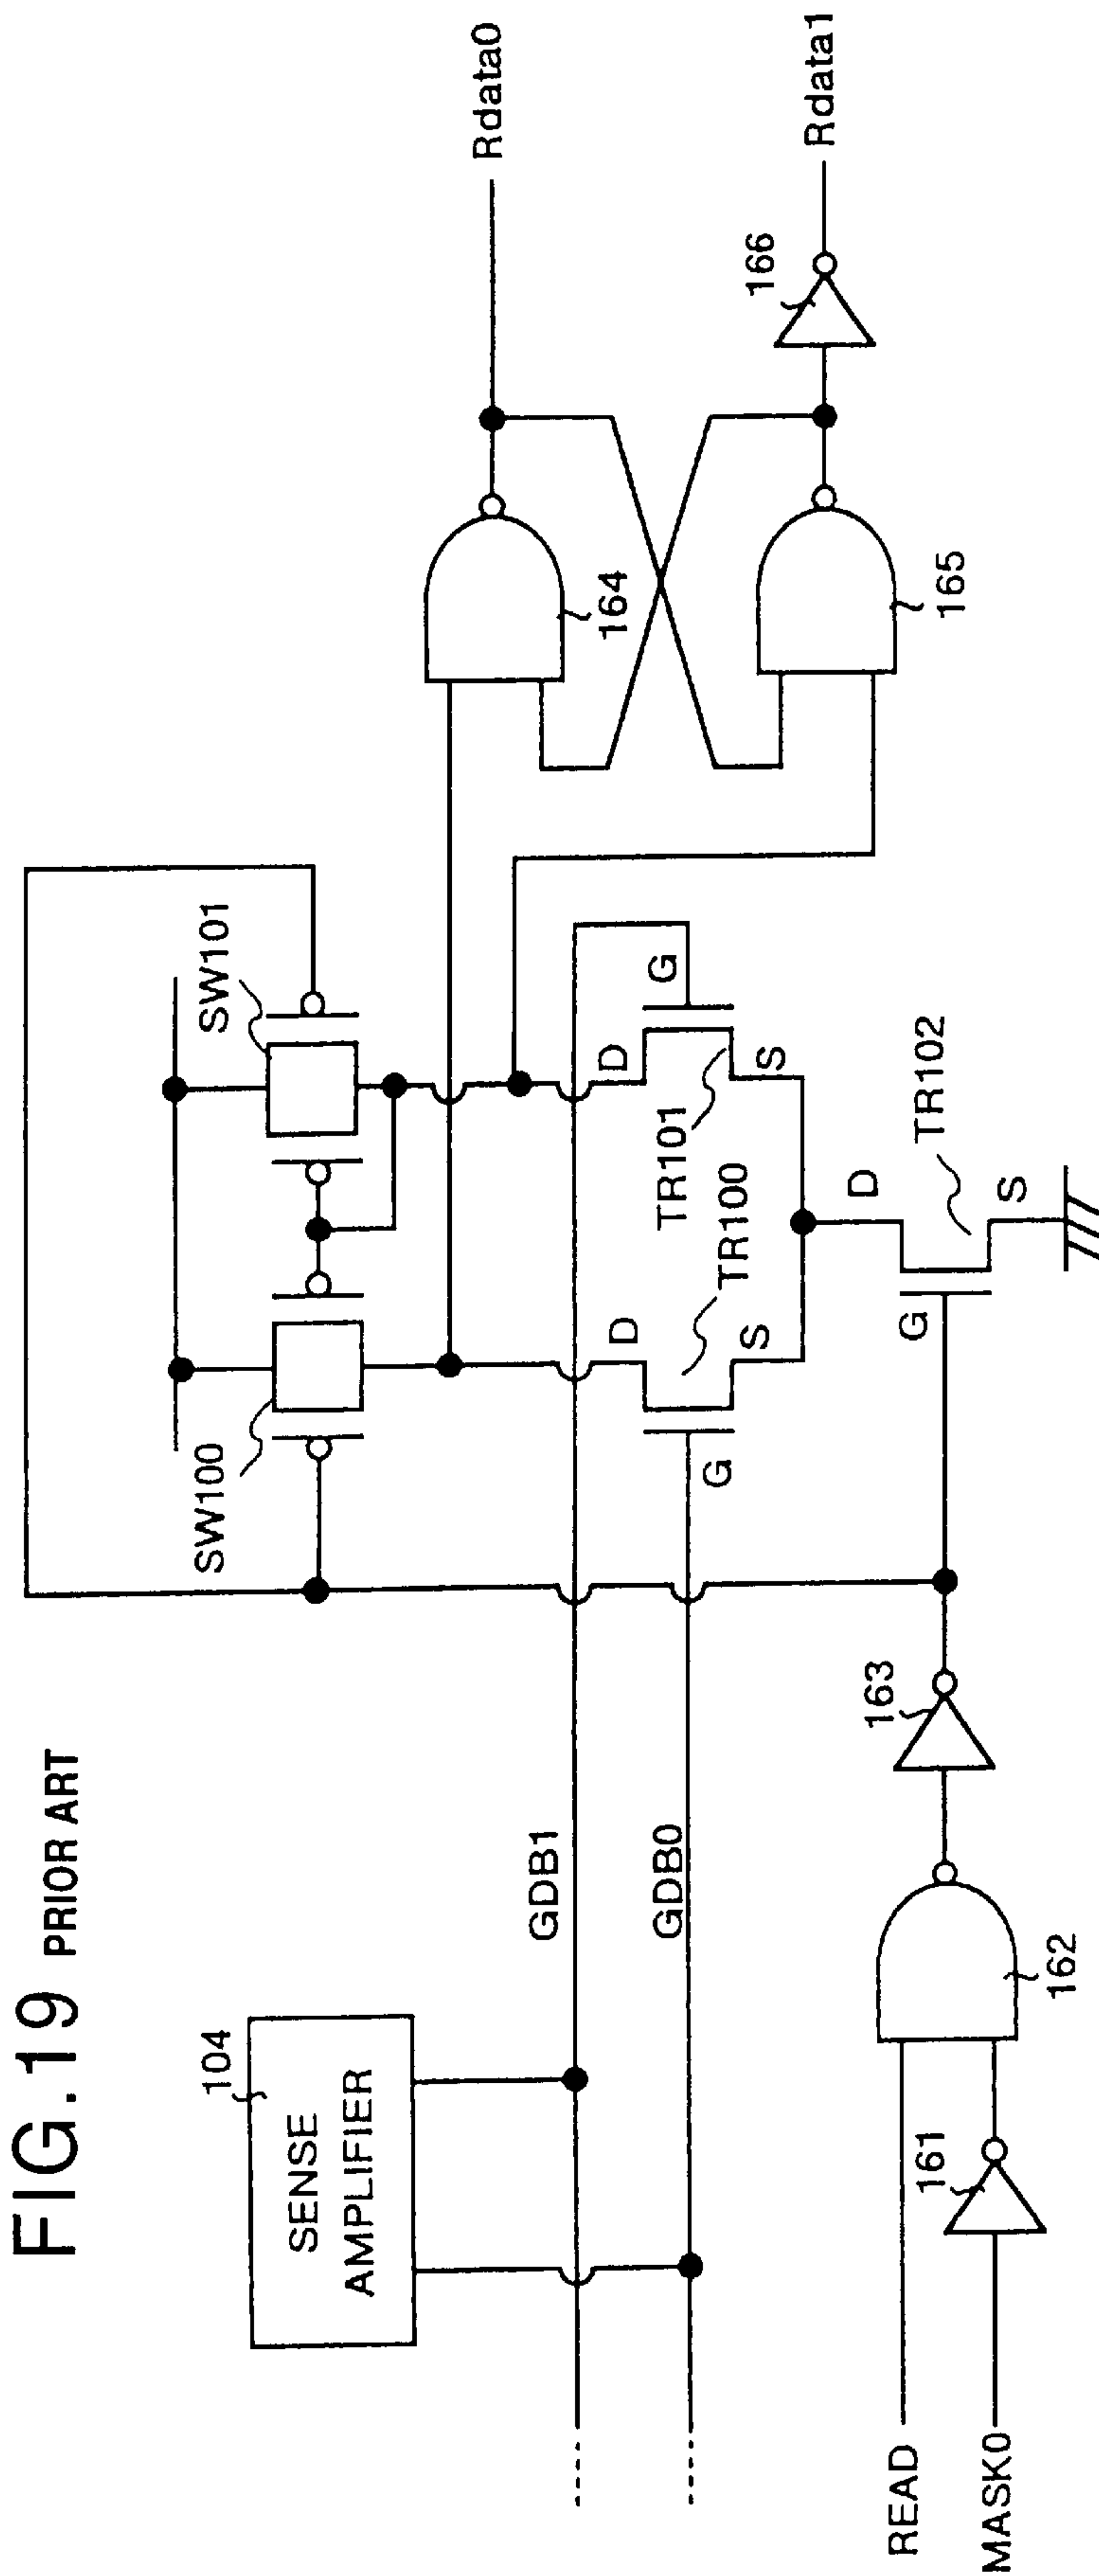 FIG.19 PRIOR ART
104
SENSE
AMPLIFIER
GDB1
GDB0
READ
MASK0
161
162
163
SW100
SW101
D
G
S
TR100
D
G
S
TR101
D
G
S
TR102
164
165
166
Rdata0
Rdata1